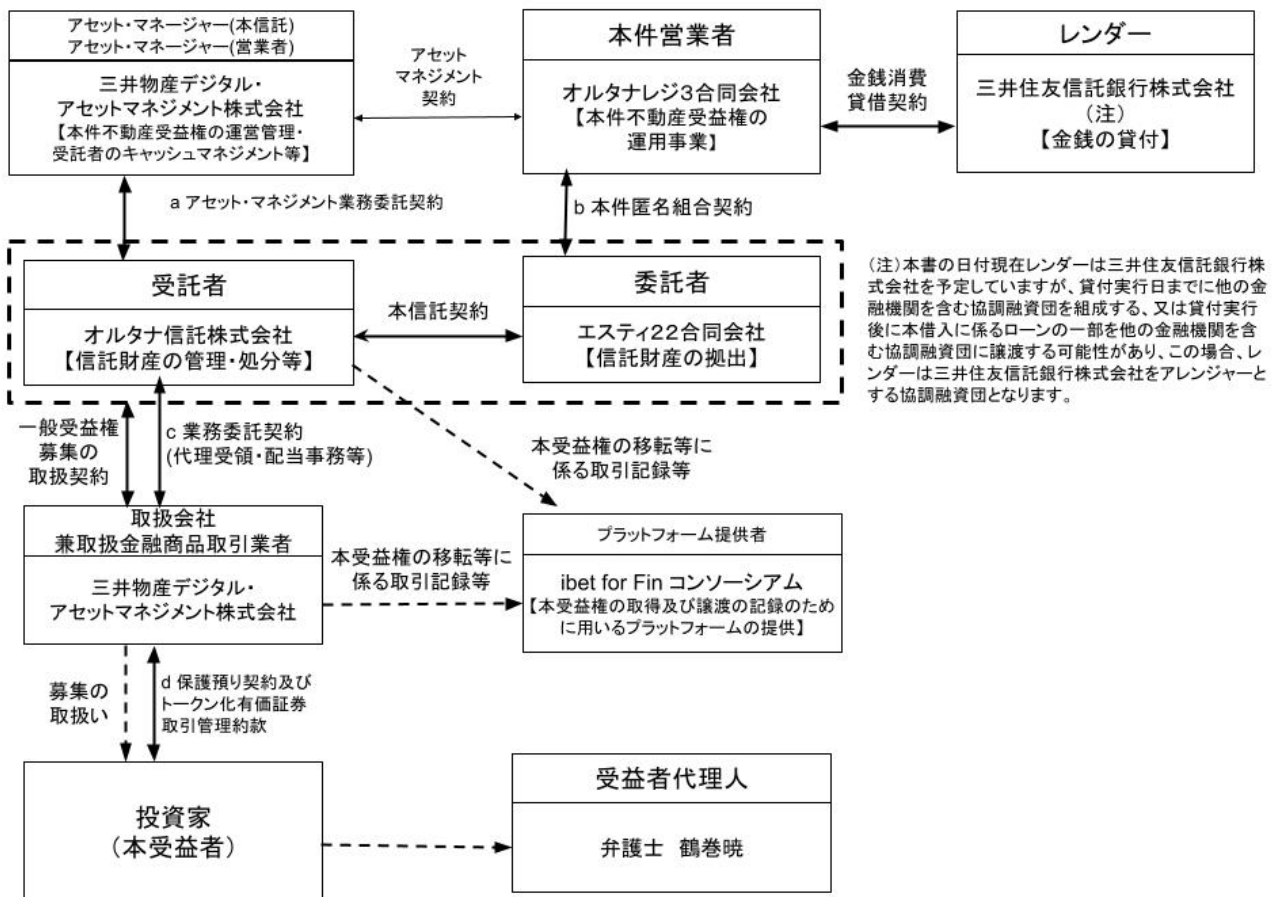 アセット・マネージャー(本信託)
アセット・マネージャー(営業者)
三井物産デジタル・
アセットマネジメント株式会社
【本件不動産受益権の運営管理・
受託者のキャッシュマネジメント等】
アセット
マネジメント
契約
本件営業者
オルタナレジ3合同会社
【本件不動産受益権の
運用事業】
金銭消費
貸借契約
レンダー
三井住友信託銀行株式会社
(注)
【金銭の貸付】
a アセット・マネジメント業務委託契約
b 本件匿名組合契約
受託者
オルタナ信託株式会社
【信託財産の管理・処分等】
本信託契約
委託者
エスティ22合同会社
【信託財産の拠出】
(注)本書の日付現在レンダーは三井住友信託銀行株
式会社を予定していますが、貸付実行日までに他の金
融機関を含む協調融資団を組成する、又は貸付実行
後に本借入に係るローンの一部を他の金融機関を含
む協調融資団に譲渡する可能性があり、この場合、レ
ンダーは三井住友信託銀行株式会社をアレンジャーと
する協調融資団となります。
一般受益権
募集の
取扱契約
c 業務委託契約
(代理受領・配当事務等)
本受益権の移転等に
係る取引記録等
取扱会社
兼取扱金融商品取引業者
三井物産デジタル・
アセットマネジメント株式会社
本受益権の移転等に
係る取引記録等
プラットフォーム提供者
ibet for Fin コンソーシアム
【本受益権の取得及び譲渡の記録のため
に用いるプラットフォームの提供】
募集の
取扱い
d 保護預り契約及び
トークン化有価証券
取引管理約款
投資家
(本受益者)
受益者代理人
弁護士 鶴巻暁